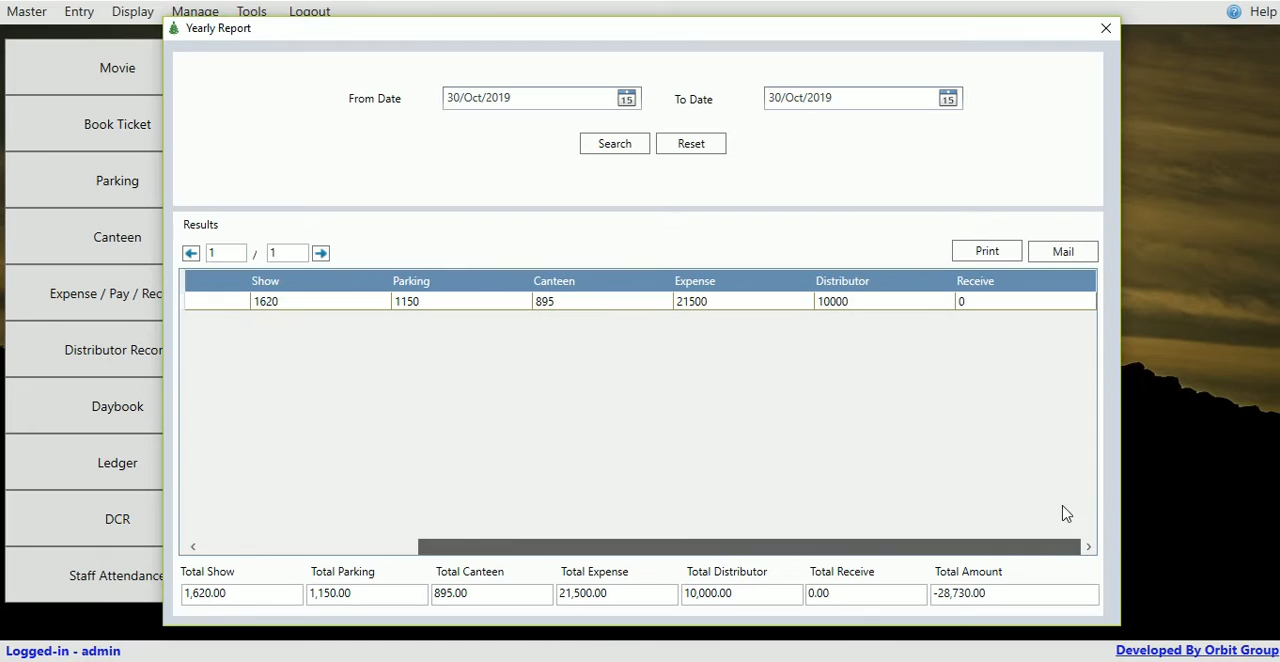 Master Entry Display Manage Tools Logout Help
Yearly Report
Movie
Book Ticket
Parking
Canteen
Expense / Pay / Rec
Distributor Recor
Daybook
Ledger
DCR
Staff Attendance
From Date 30/Oct/2019 15 To Date 30/Oct/2019 15
Search Reset
Results
1 / 1 Print Mail
Show Parking Canteen Expense Distributor Receive
1620 1150 895 21500 10000 0
Total Show Total Parking Total Canteen Total Expense Total Distributor Total Receive Total Amount
1,620.00 1,150.00 895.00 21,500.00 10,000.00 0.00 -28,730.00
Logged-in - admin Developed By Orbit Group